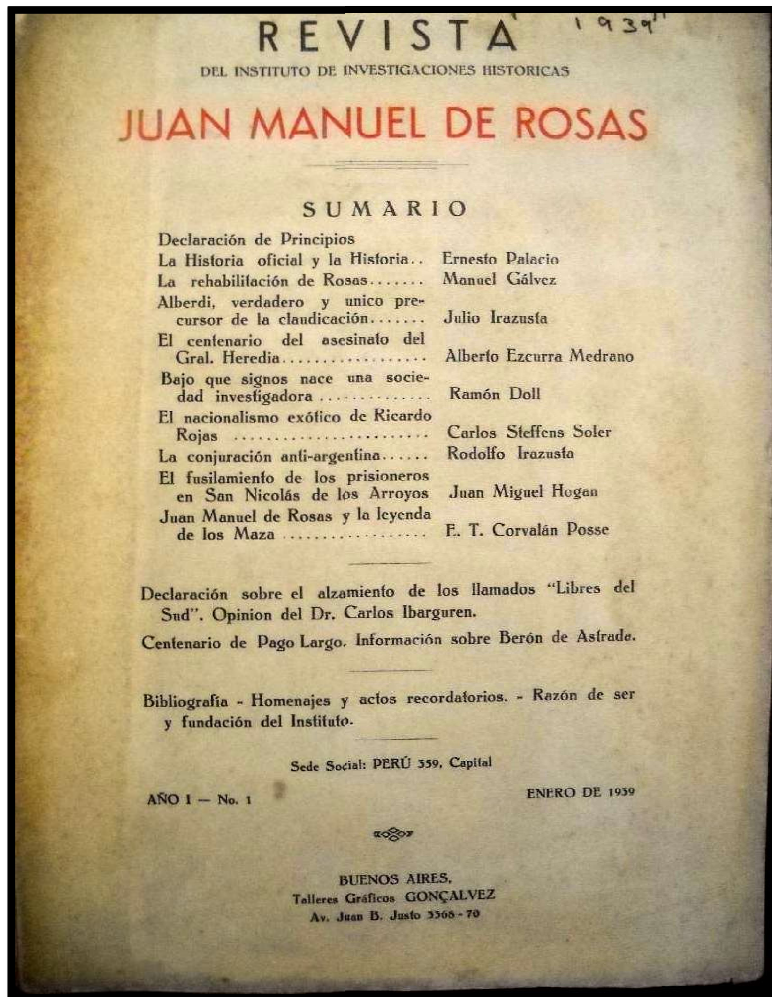 REVISTA
1939
DEL INSTITUTO DE INVESTIGACIONES HISTORICAS
JUAN MANUEL DE ROSAS
SUMARIO
Declaración de Principios
La Historia oficial y la Historia.. Ernesto Palacio
La rehabilitación de Rosas....... Manuel Gálvez
Alberdi, verdadero y unico pre-
cursor de la claudicación....... Julio Irazusta
El centenario del asesinato del
Gral. Heredia.................. Alberto Ezcurra Medrano
Bajo que signos nace una socie-
dad investigadora .............. Ramón Doll
El nacionalismo exótico de Ricardo
Rojas ........................ Carlos Steffens Soler
La conjuración anti-argentina...... Rodolfo Irazusta
El fusilamiento de los prisioneros
en San Nicolás de los Arroyos Juan Miguel Hogan
Juan Manuel de Rosas y la leyenda
de los Maza .................. E. T. Corvalán Posse
Declaración sobre el alzamiento de los llamados "Libres del
Sud". Opinion del Dr. Carlos Ibarguren.
Centenario de Pago Largo. Información sobre Berón de Astrada.
Bibliografía - Homenajes y actos recordatorios. - Razón de ser
y fundación del Instituto.
Sede Social: PERÚ 359, Capital
AÑO I — No. 1 ENERO DE 1939
BUENOS AIRES.
Talleres Gráficos GONÇALVEZ
Av. Juan B. Justo 3368-70